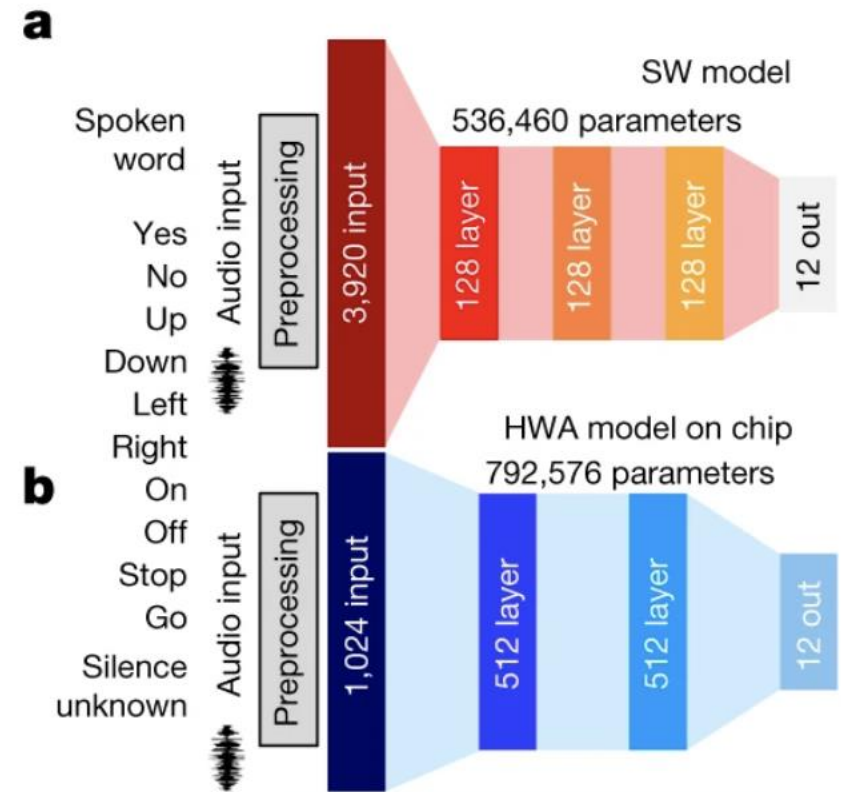 a
Spoken
word
Yes
No
Up
Down
Left
Right
On
Off
Stop
Go
Silence
unknown
Audio input
Preprocessing
3,920 input
SW model
536,460 parameters
128 layer
128 layer
128 layer
12 out
b
Audio input
Preprocessing
1,024 input
HWA model on chip
792,576 parameters
512 layer
512 layer
12 out